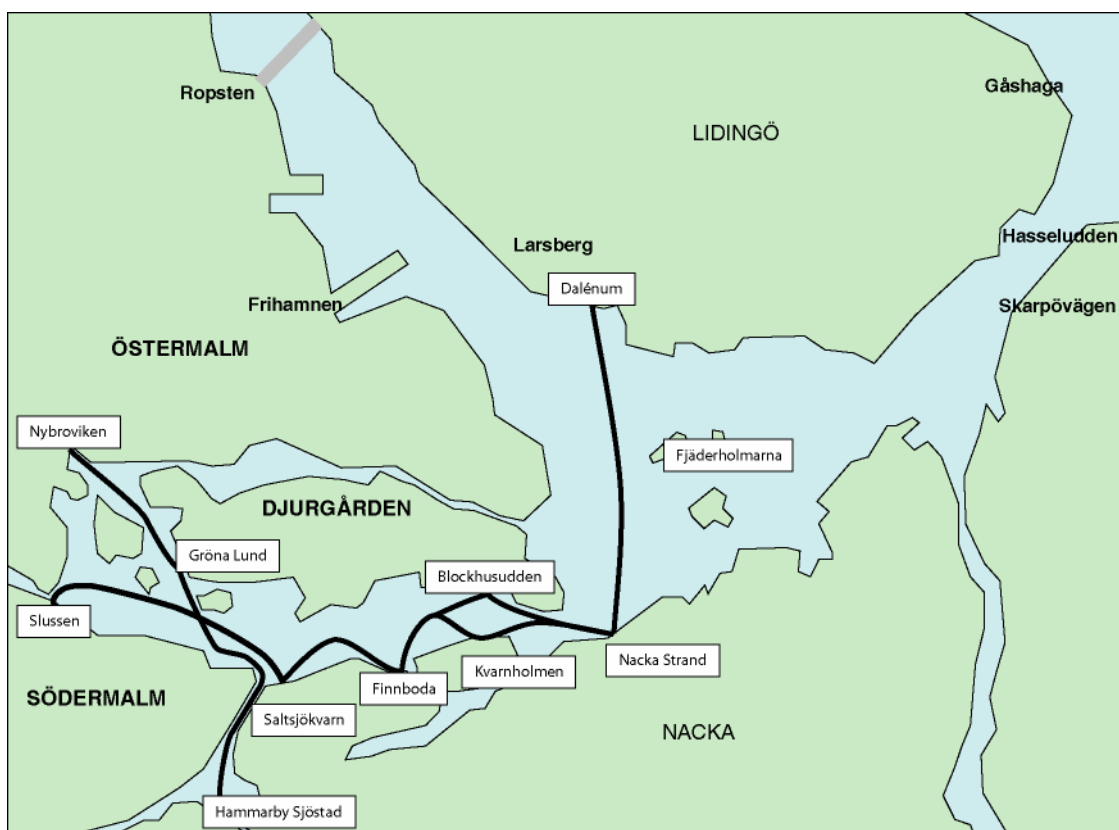 Ropsten
Gåshaga
LIDINGÖ
Hasseludden
Larsberg
Dalénum
Frihamnen
Skarpövägen
ÖSTERMALM
Nybroviken
Fjäderholmarna
DJURGÅRDEN
Gröna Lund
Blockhusudden
Slussen
Nacka Strand
Kvarnholmen
Finnboda
SÖDERMALM
Saltsjökvarn
NACKA
Hammarby Sjöstad